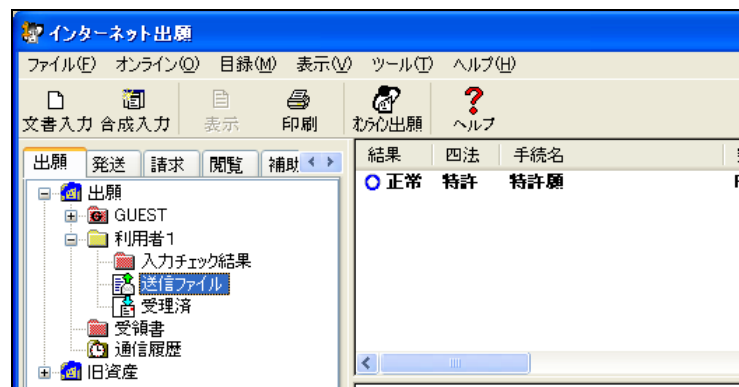 インターネット出願
ファイル(F) オンライン(O) 目録(M) 表示(V) ツール(T) ヘルプ(H)
文書入力 合成入力 表示 印刷 オンライン出願 ヘルプ
出願 発送 請求 閲覧 補助
結果 四法 手続名
正常 特許 特許願
出願
GUEST
利用者1
入力チェック結果
送信ファイル
受理済
受領書
通信履歴
旧資産